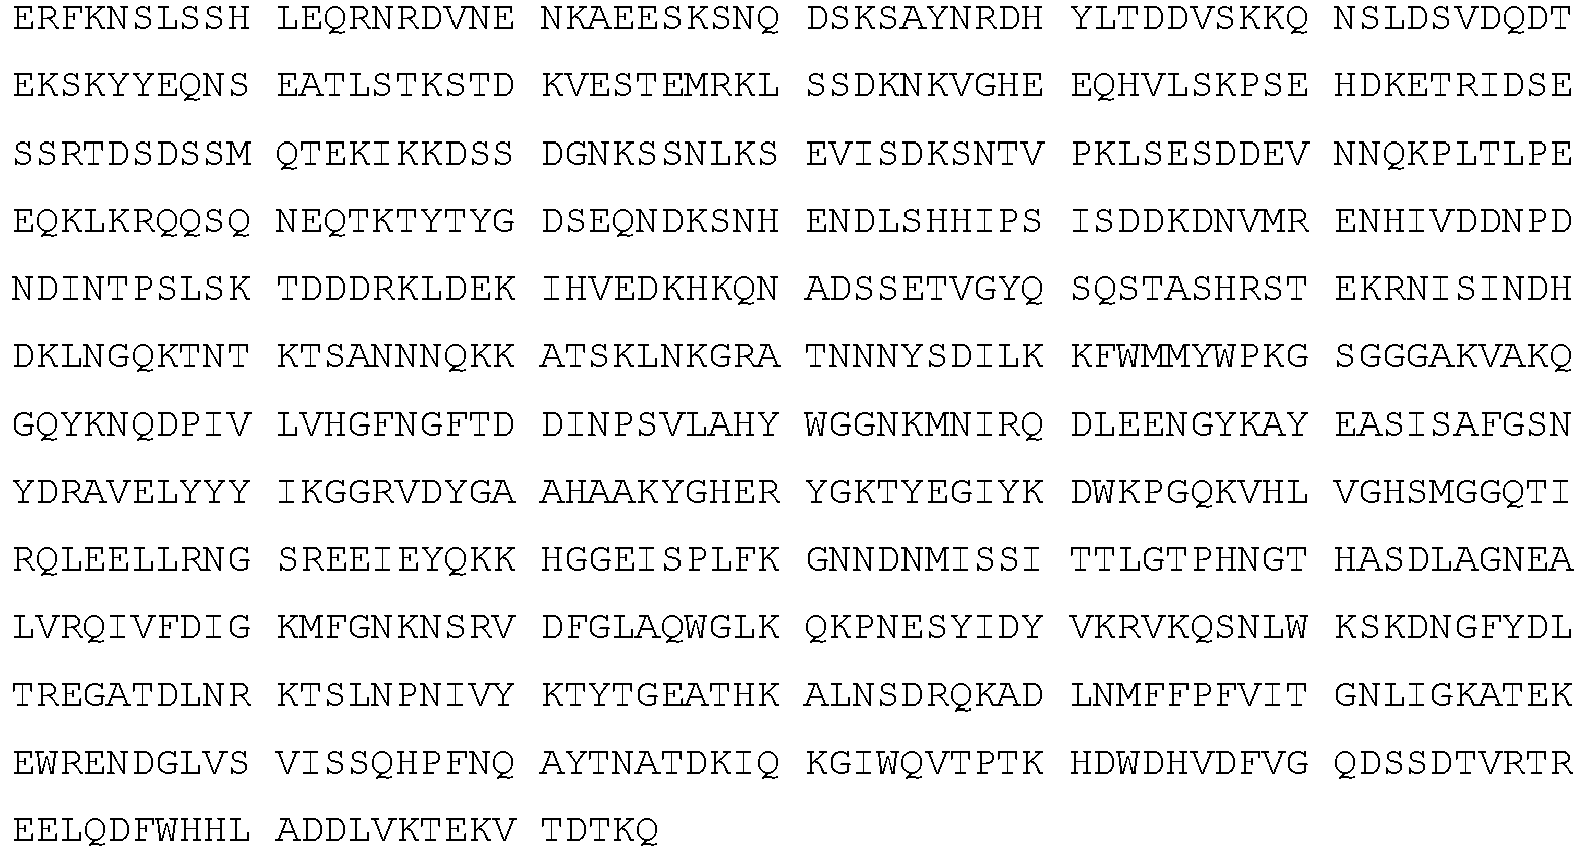 ERFKNSLSSH LEQRNRDVNE NKAEESKSNQ DSKSAYNRDH YLTDDVSKKQ NSLDSVDQDT
EKSKYYEQNS EATLSTKSTD KVESTEMRKL SSDKNKVGHE EQHVLSKPSE HDKETRIDSE
SSRTDSDSSM QTEKIKKDSS DGNKSSNLKS EVISDKSNTV PKLSESDDEV NNQKPLTLPE
EQKLKRQQSQ NEQTKTYTYG DSEQNDKSNH ENDLSHHIPS ISDDKDNVMR ENHIVDDNPD
NDINTPSLSK TDDDRKLDEK IHVEDKHKQN ADSSETVGYQ SQSTASHRST EKRNISINDH
DKLNGQKTNT KTSANNNQKK ATSKLNKGRA TNNNYSDILK KFWMMYWPKG SGGGAKVAKQ
GQYKNQDPIV LVHGFNGFTD DINPSVLAHY WGGNKMNIRQ DLEENGYKAY EASISAFGSN
YDRAVELYYY IKGGRVDYGA AHAAKYGHER YGKTYEGIYK DWKPGQKVHL VGHSMGGQTI
RQLEELLRNG SREEIEYQKK HGGEISPLFK GNNDNMISSI TTLGTPHNGT HASDLAGNEA
LVRQIVFDIG KMFGNKNSRV DFGLAQWGLK QKPNESYIDY VKRVKQSNLW KSKDNGFYDL
TREGATDLNR KTSLNPNIVY KTYTGEATHK ALNSDRQKAD LNMFFPFVIT GNLIGKATEK
EWRENDGLVS VISSQHPFNQ AYTNATDKIQ KGIWQVTPTK HDWDHVDFVG QDSSDTVRTR
EELQDFWHHL ADDLVKTEKV TDTKQ